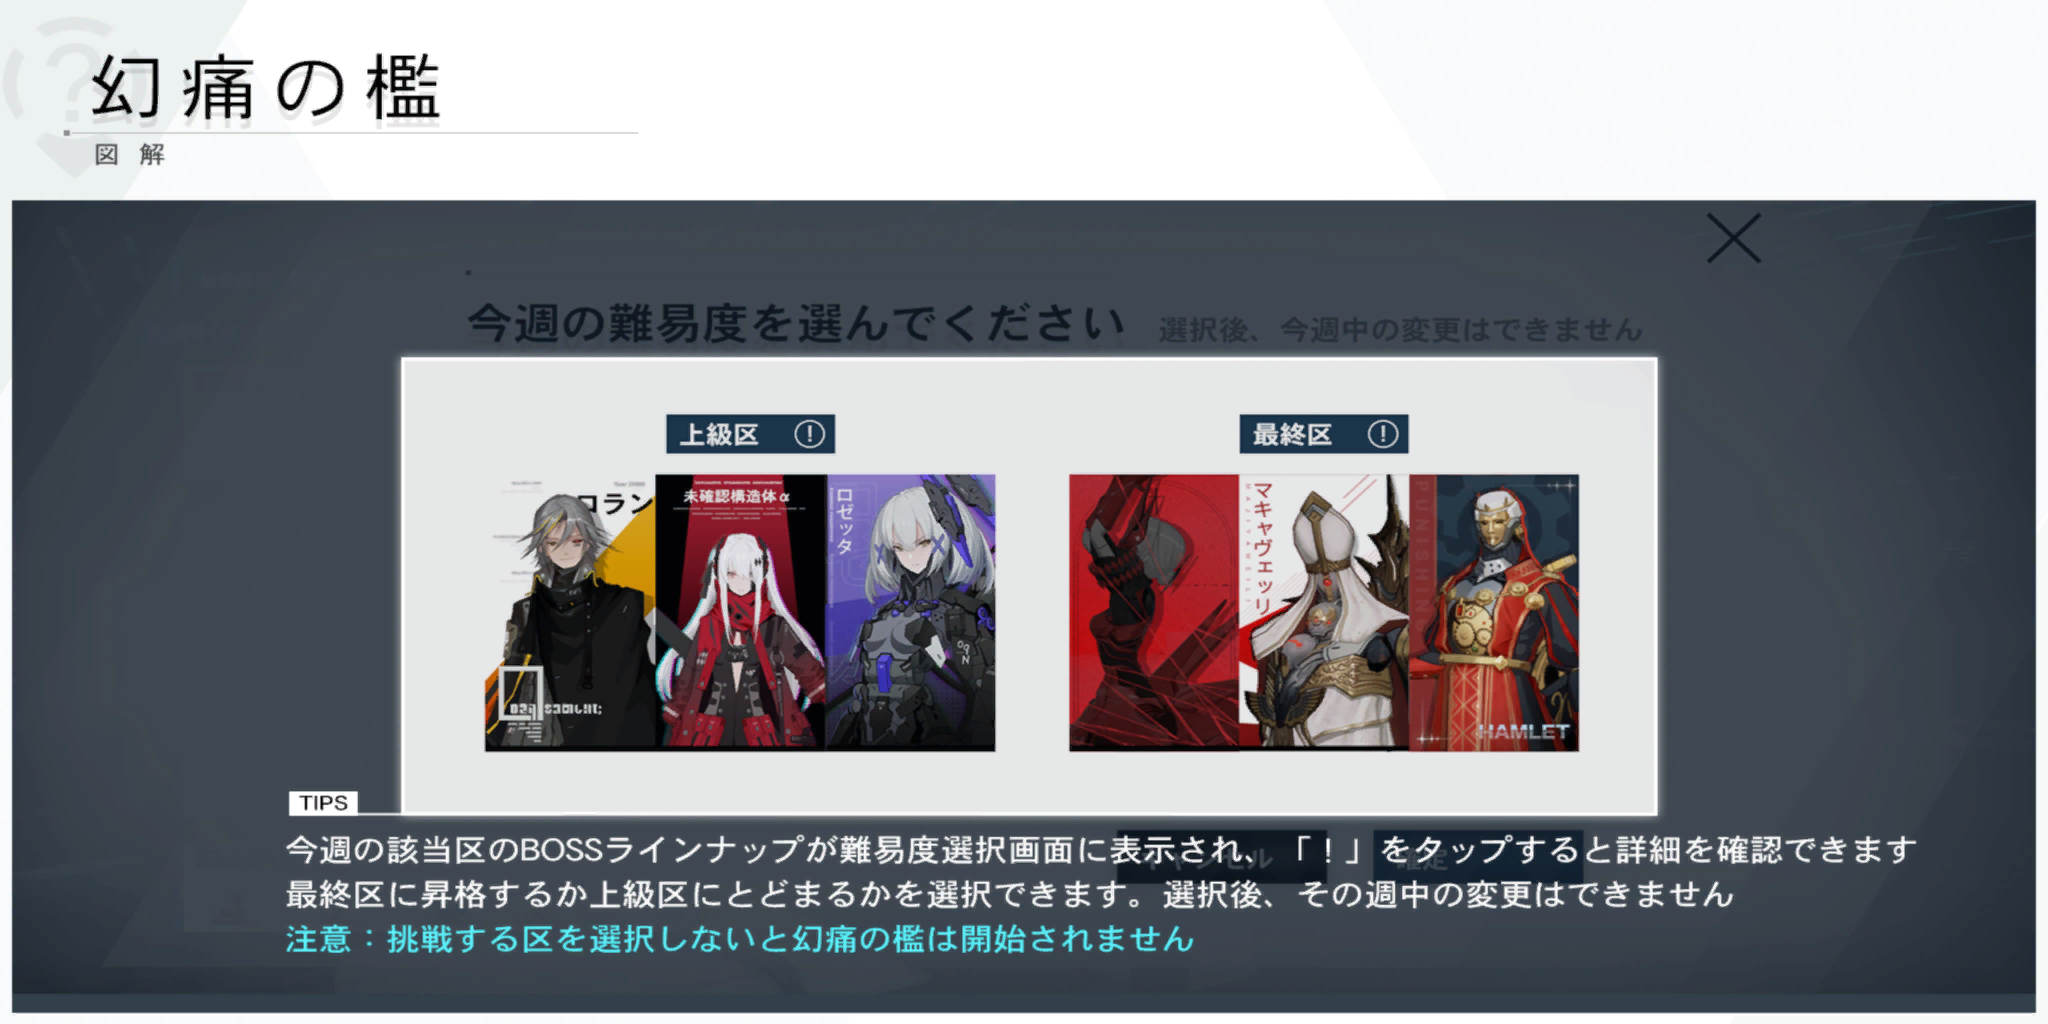 幻痛の檻
図解
今週の難易度を選んでください
選択後、今週中の変更はできません
上級区
最終区
ロラン
未確認構造体α
ロゼッタ
マキャヴェッリ
PUNISHING
HAMLET
TIPS
キャンセル
確定
今週の該当区のBOSSラインナップが難易度選択画面に表示され、「！」をタップすると詳細を確認できます
最終区に昇格するか上級区にとどまるかを選択できます。選択後、その週中の変更はできません
注意：挑戦する区を選択しないと幻痛の檻は開始されません